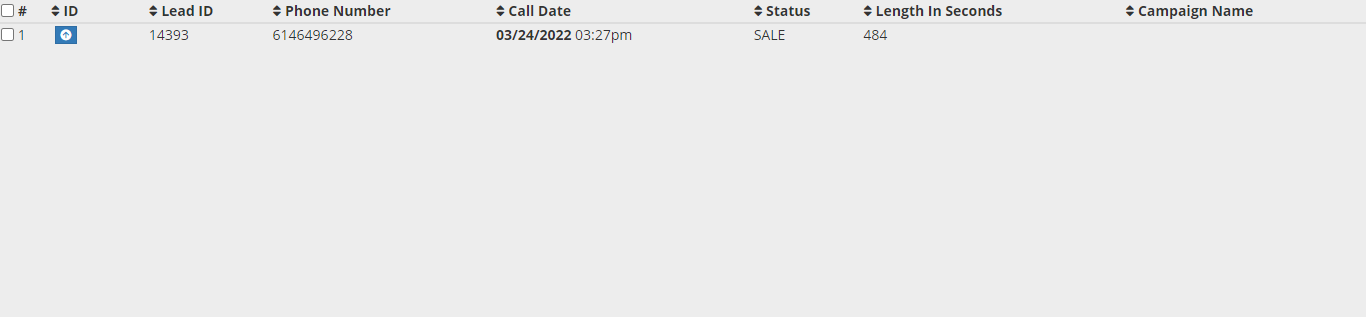 # ID Lead ID Phone Number Call Date Status Length In Seconds Campaign Name
1 14393 6146496228 03/24/2022 03:27pm SALE 484